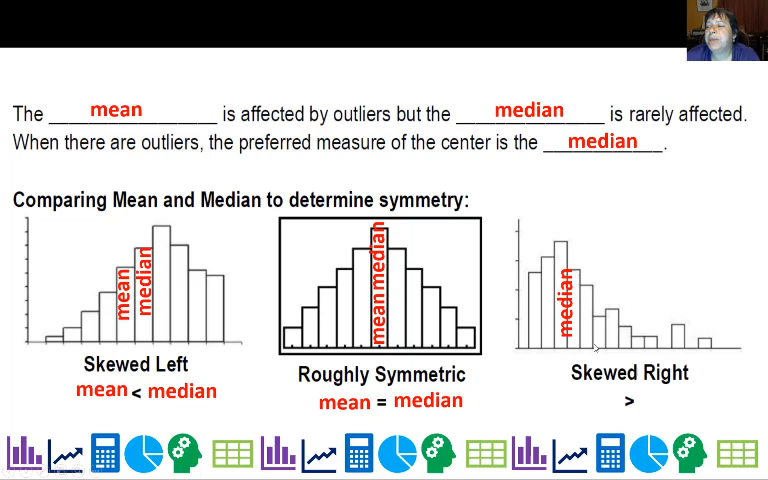 The mean is affected by outliers but the median is rarely affected.
When there are outliers, the preferred measure of the center is the median.
Comparing Mean and Median to determine symmetry:
mean
median
mean
median
median
Skewed Left
mean < median
Roughly Symmetric
mean = median
Skewed Right
>